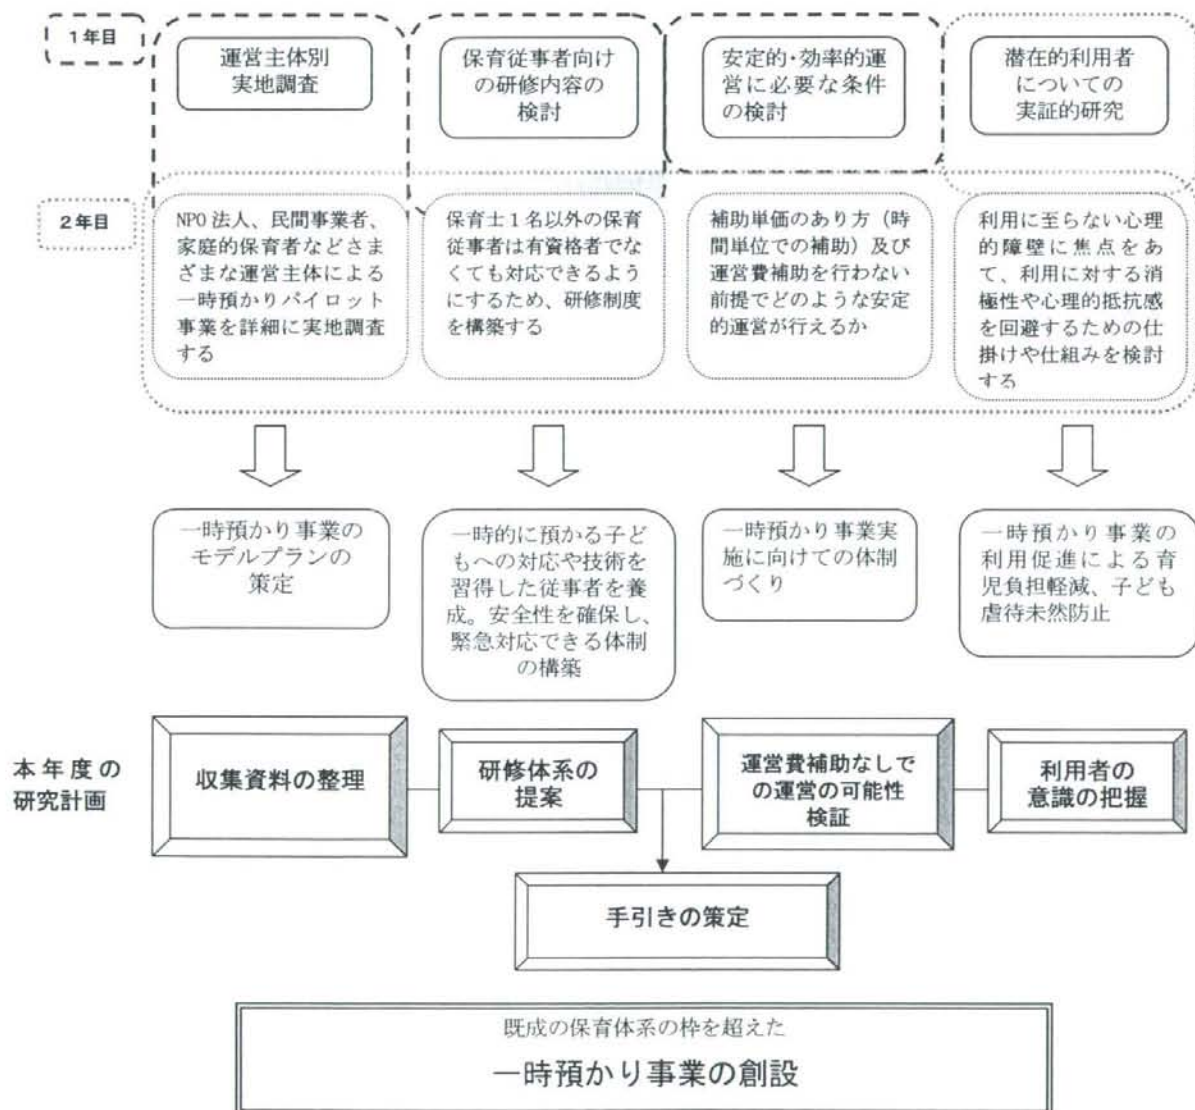 1年目
運営主体別
実地調査
保育従事者向け
の研修内容の
検討
安定的・効率的運
営に必要な条件
の検討
潜在的利用者
についての
実証的研究
2年目
NPO 法人、民間事業者、
家庭的保育者などさま
ざまな運営主体による
一時預かりパイロット
事業を詳細に実地調査
する
保育士1名以外の保育
従事者は有資格者でな
くても対応できるよう
にするため、研修制度
を構築する
補助単価のあり方（時
間単位での補助）及び
運営費補助を行わない
前提でどのような安定
的運営が行えるか
利用に至らない心理
的障壁に焦点をあ
て、利用に対する消
極性や心理的抵抗感
を回避するための仕
掛けや仕組みを検討
する
一時預かり事業の
モデルプランの
策定
一時的に預かる子ど
もへの対応や技術を
習得した従事者を養
成。安全性を確保し、
緊急対応できる体制
の構築
一時預かり事業実
施に向けての体制
づくり
一時預かり事業の
利用促進による育
児負担軽減、子ども
虐待未然防止
本年度の
研究計画
収集資料の整理
研修体系の
提案
運営費補助なしで
の運営の可能性
検証
利用者の
意識の把握
手引きの策定
既成の保育体系の枠を超えた
一時預かり事業の創設